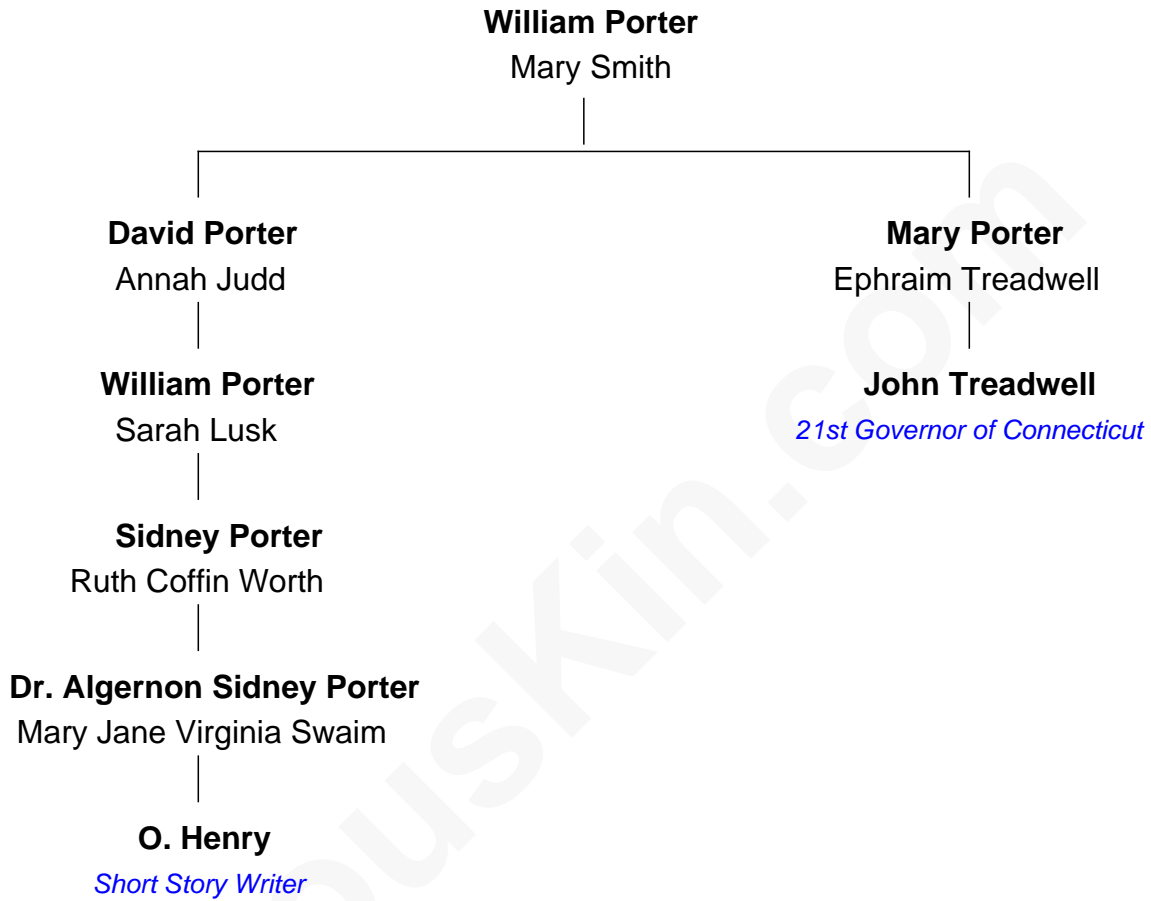 William Porter
Mary Smith
David Porter
Annah Judd
Mary Porter
Ephraim Treadwell
William Porter
Sarah Lusk
John Treadwell
21st Governor of Connecticut
Sidney Porter
Ruth Coffin Worth
Dr. Algernon Sidney Porter
Mary Jane Virginia Swaim
O. Henry
Short Story Writer
ousKin.com